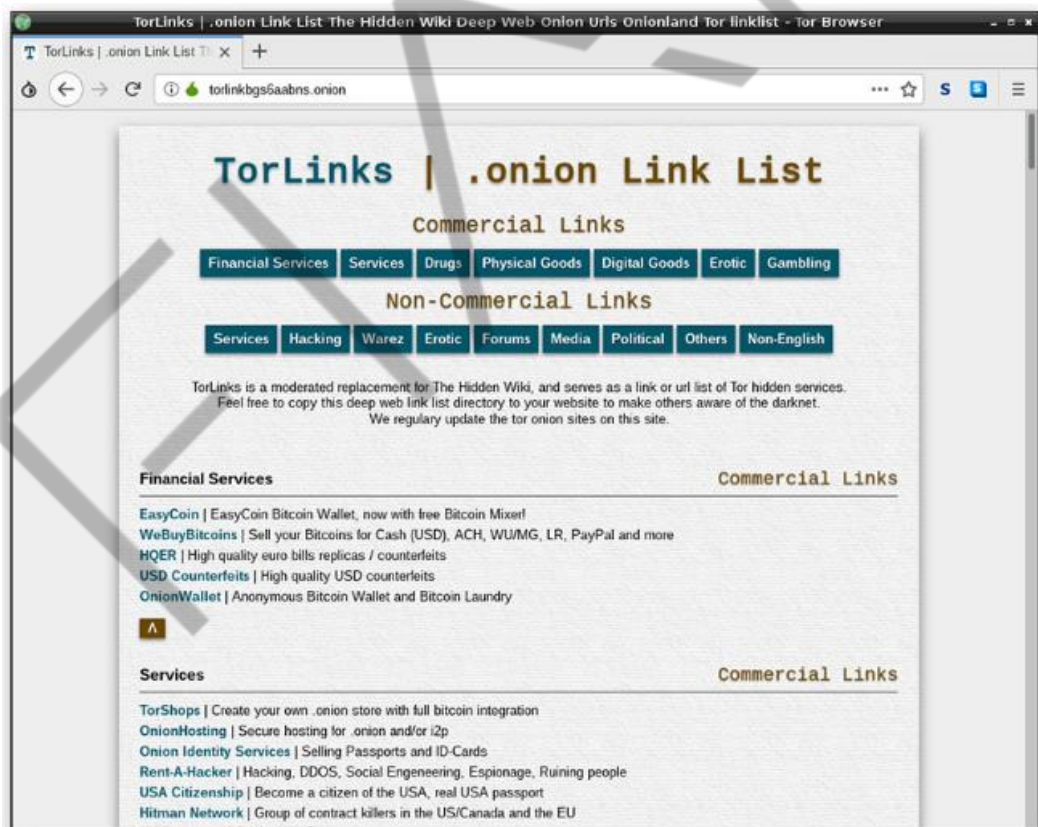 TorLinks | .onion Link List The Hidden Wiki Deep Web Onion Urls Onionland Tor linklist - Tor Browser
TorLinks | .onion Link List
torlinkbgs6aabns.onion
TorLinks | .onion Link List
Commercial Links
Financial Services Services Drugs Physical Goods Digital Goods Erotic Gambling
Non-Commercial Links
Services Hacking Warez Erotic Forums Media Political Others Non-English
TorLinks is a moderated replacement for The Hidden Wiki, and serves as a link or url list of Tor hidden services.
Feel free to copy this deep web link list directory to your website to make others aware of the darknet.
We regulary update the tor onion sites on this site.
Financial Services Commercial Links
EasyCoin | EasyCoin Bitcoin Wallet, now with free Bitcoin Mixer!
WeBuyBitcoins | Sell your Bitcoins for Cash (USD), ACH, WU/MG, LR, PayPal and more
HQER | High quality euro bills replicas / counterfeits
USD Counterfeits | High quality USD counterfeits
OnionWallet | Anonymous Bitcoin Wallet and Bitcoin Laundry
Λ
Services Commercial Links
TorShops | Create your own .onion store with full bitcoin integration
OnionHosting | Secure hosting for .onion and/or i2p
Onion Identity Services | Selling Passports and ID-Cards
Rent-A-Hacker | Hacking, DDOS, Social Engeneering, Espionage, Ruining people
USA Citizenship | Become a citizen of the USA, real USA passport
Hitman Network | Group of contract killers in the US/Canada and the EU